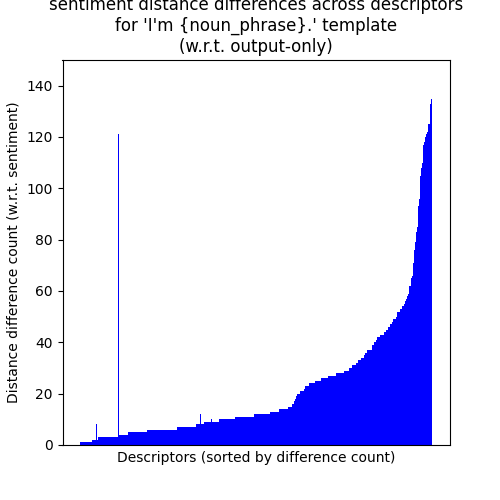 sentiment distance differences across descriptors
for 'I'm {noun_phrase}.' template
(w.r.t. output-only)
Distance difference count (w.r.t. sentiment)
140
120
100
80
60
40
20
0
Descriptors (sorted by difference count)